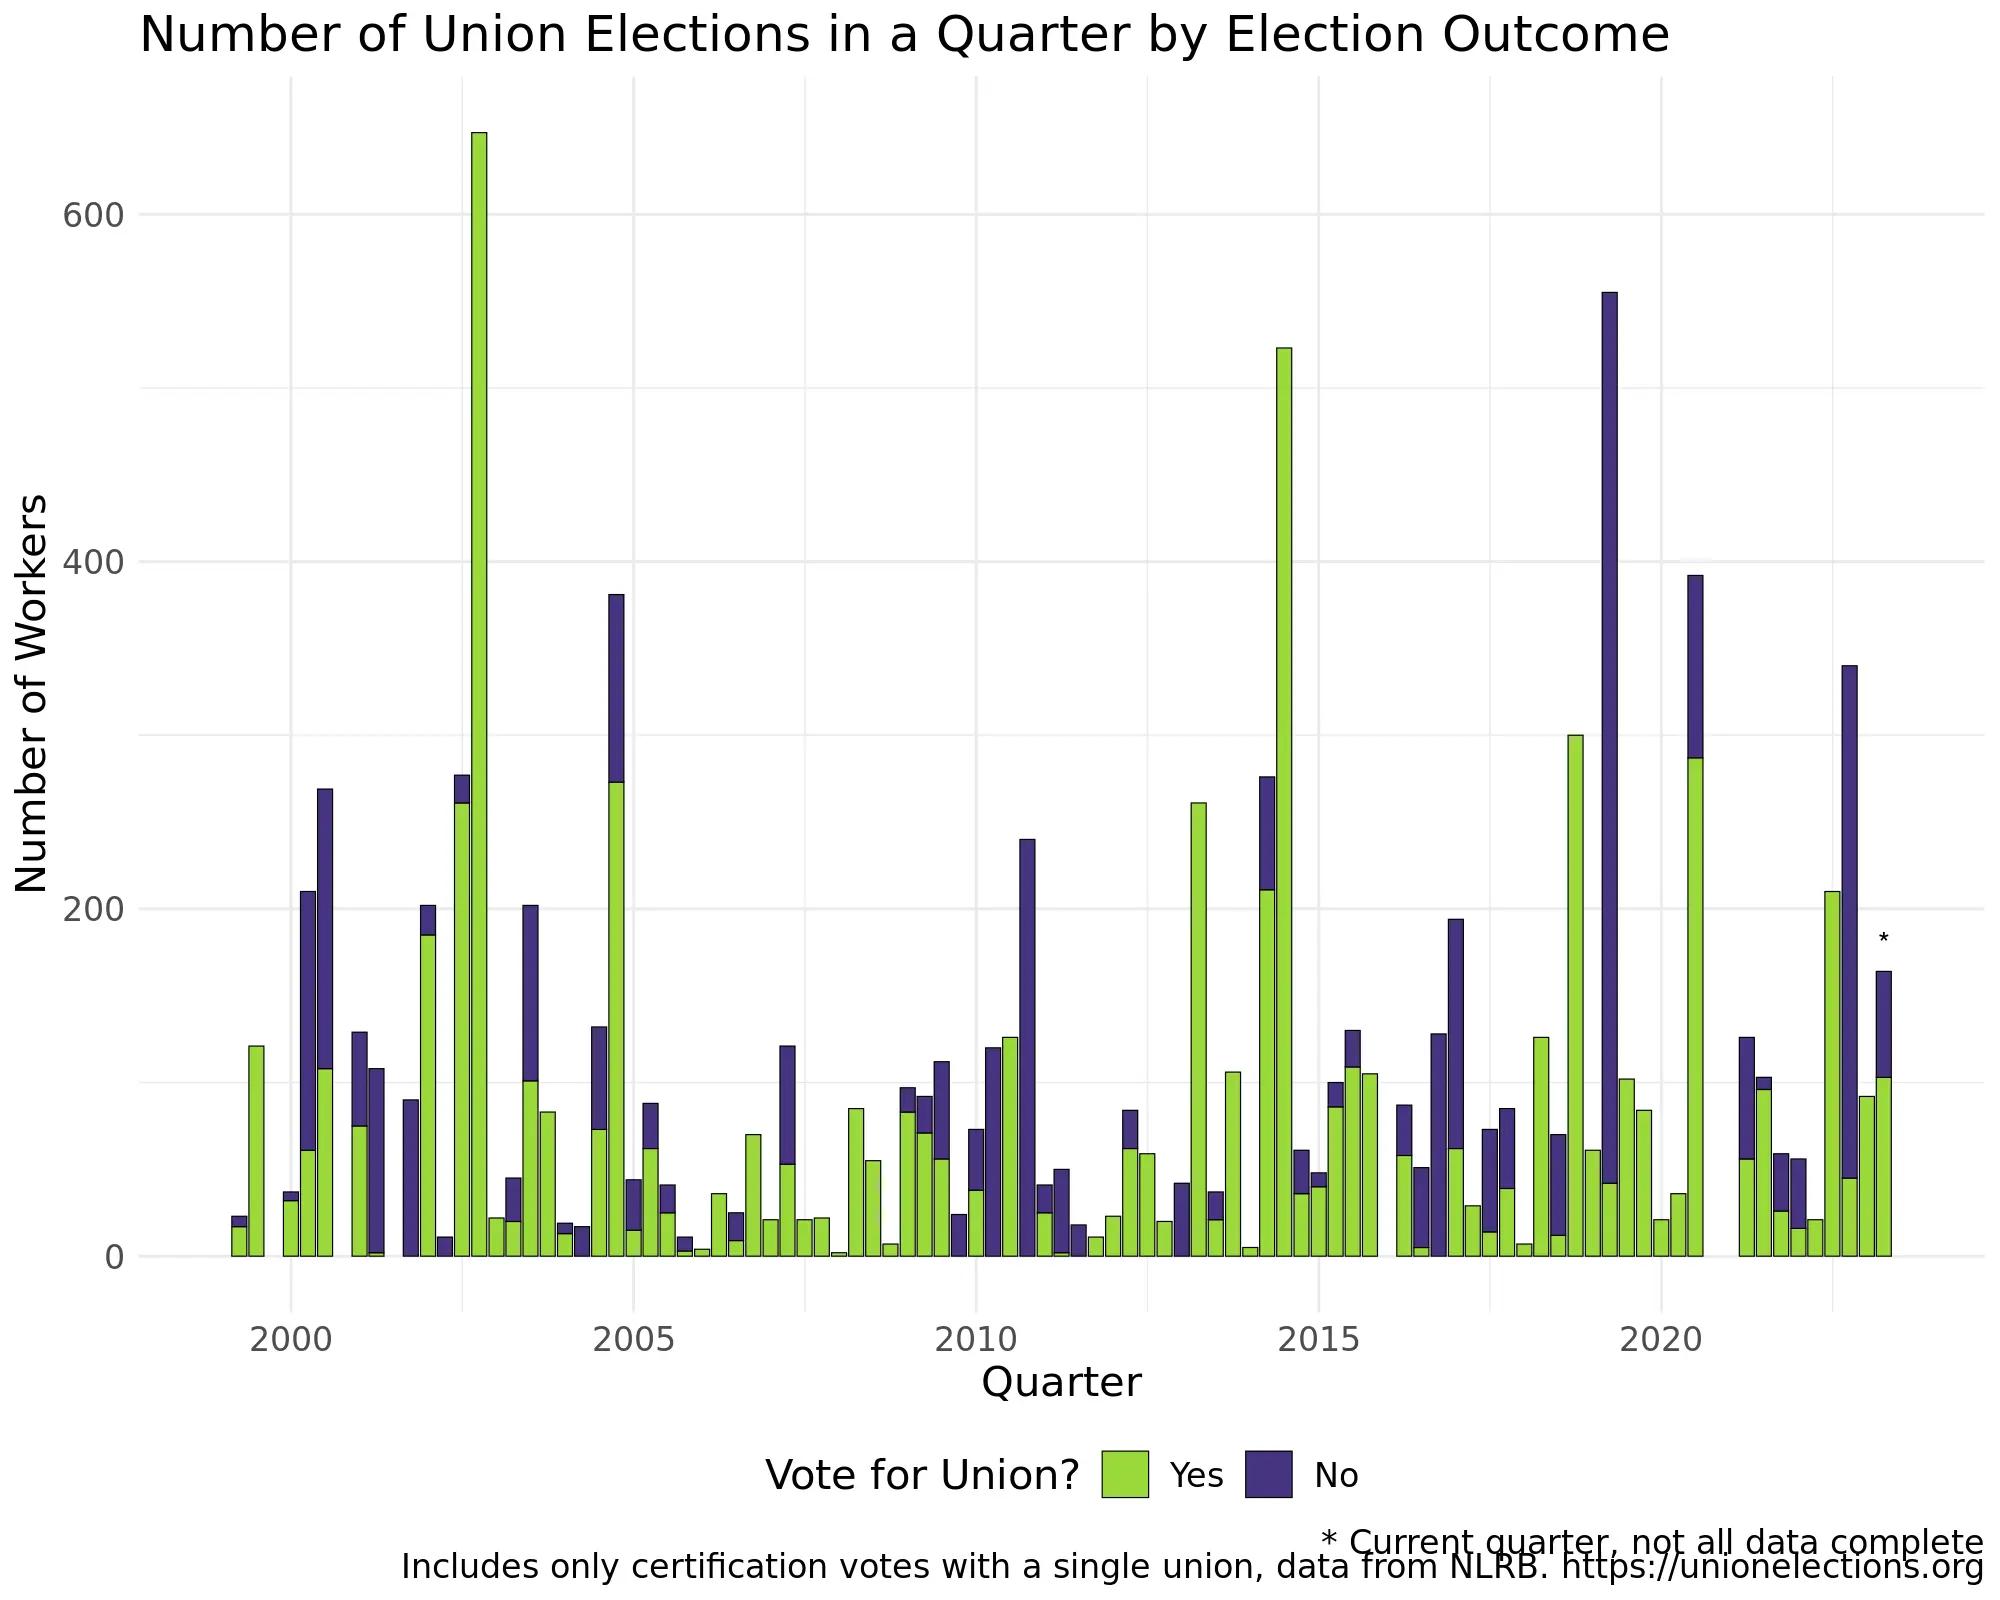 Number of Union Elections in a Quarter by Election Outcome
Number of Workers
600
400
200
0
*
2000 2005 2010 2015 2020
Quarter
Vote for Union? Yes No
* Current quarter, not all data complete
Includes only certification votes with a single union, data from NLRB. https://unionelections.org